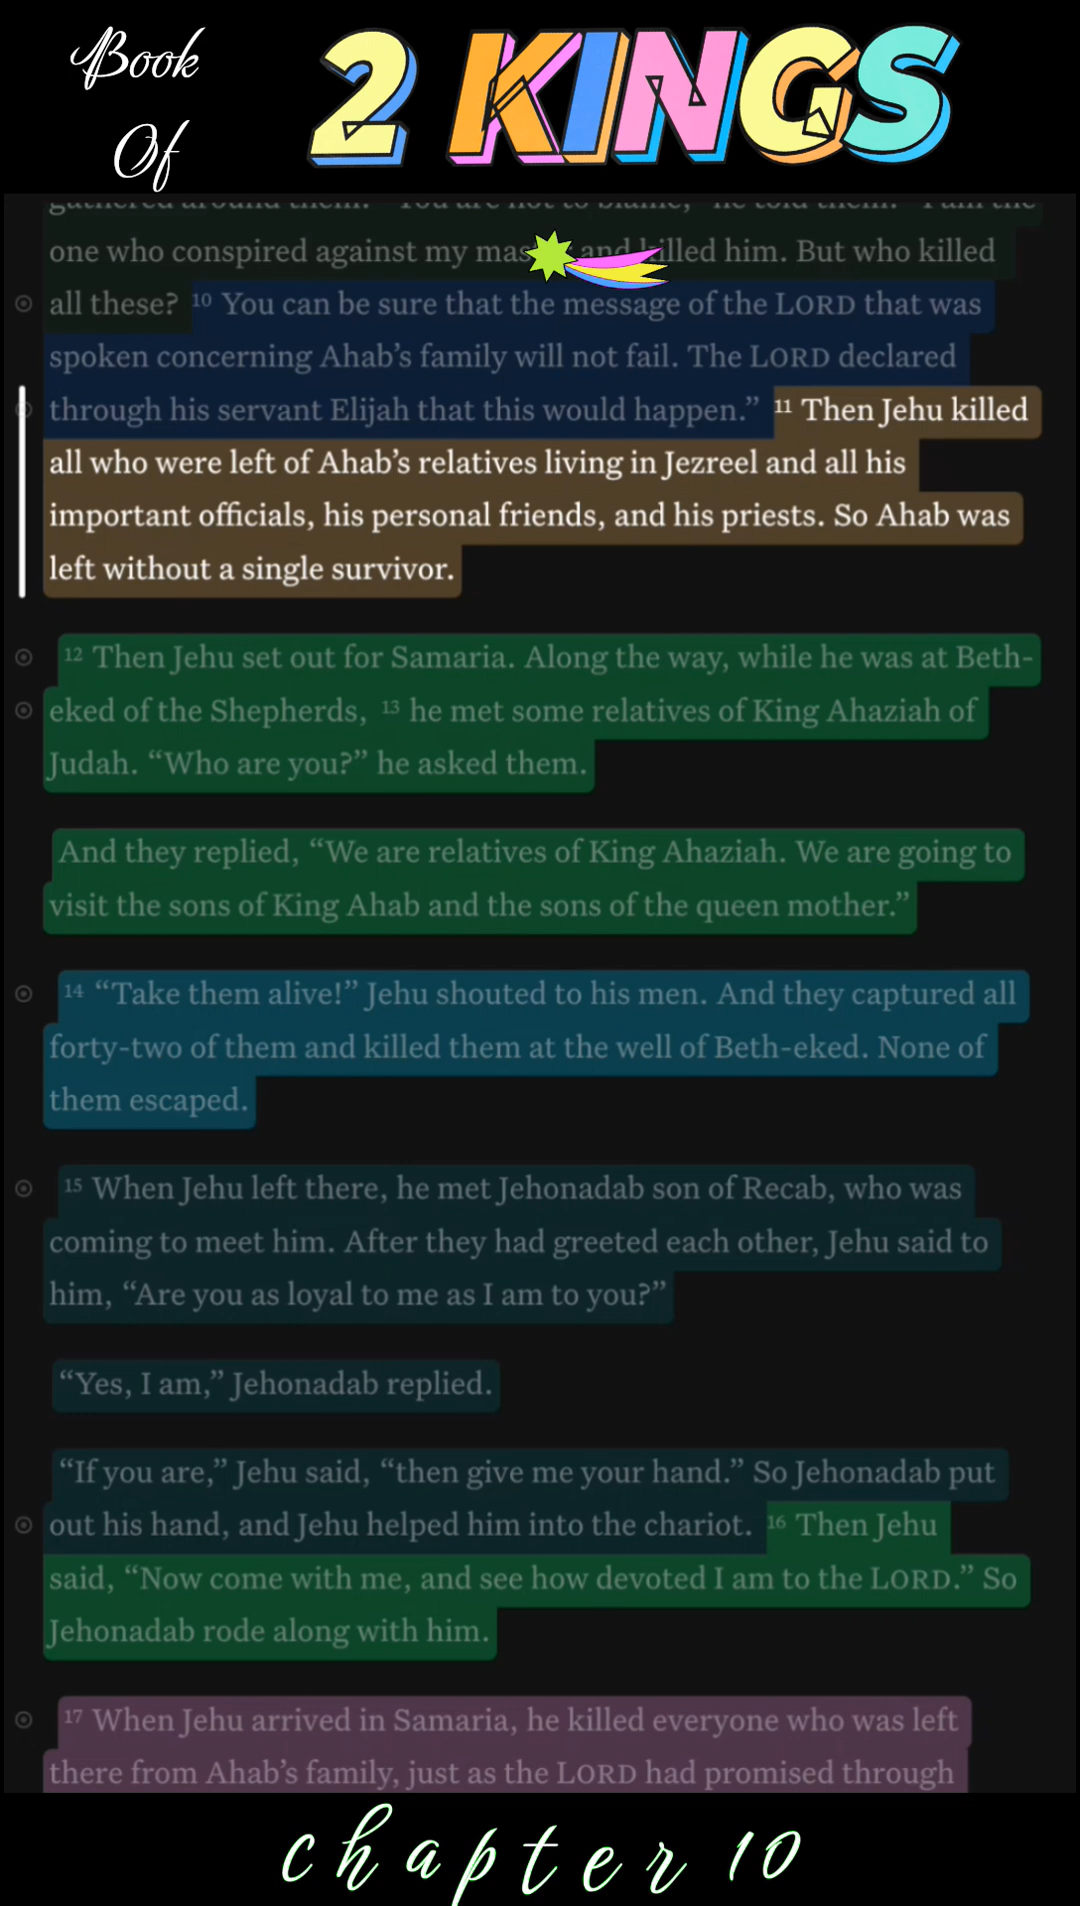 Book
Of
2 KINGS
gathered around them. “You are not to blame,” he told them. “I am the
one who conspired against my and killed him. But who killed
all these? 10 You can be sure that the message of the LORD that was
spoken concerning Ahab’s family will not fail. The LORD declared
through his servant Elijah that this would happen.” 11 Then Jehu killed
all who were left of Ahab’s relatives living in Jezreel and all his
important officials, his personal friends, and his priests. So Ahab was
left without a single survivor.
12 Then Jehu set out for Samaria. Along the way, while he was at Beth-
eked of the Shepherds, 13 he met some relatives of King Ahaziah of
Judah. “Who are you?” he asked them.
And they replied, “We are relatives of King Ahaziah. We are going to
visit the sons of King Ahab and the sons of the queen mother.”
14 “Take them alive!” Jehu shouted to his men. And they captured all
forty-two of them and killed them at the well of Beth-eked. None of
them escaped.
15 When Jehu left there, he met Jehonadab son of Recab, who was
coming to meet him. After they had greeted each other, Jehu said to
him, “Are you as loyal to me as I am to you?”
“Yes, I am,” Jehonadab replied.
“If you are,” Jehu said, “then give me your hand.” So Jehonadab put
out his hand, and Jehu helped him into the chariot. 16 Then Jehu
said, “Now come with me, and see how devoted I am to the LORD.” So
Jehonadab rode along with him.
17 When Jehu arrived in Samaria, he killed everyone who was left
there from Ahab’s family, just as the LORD had promised through
chapter 10